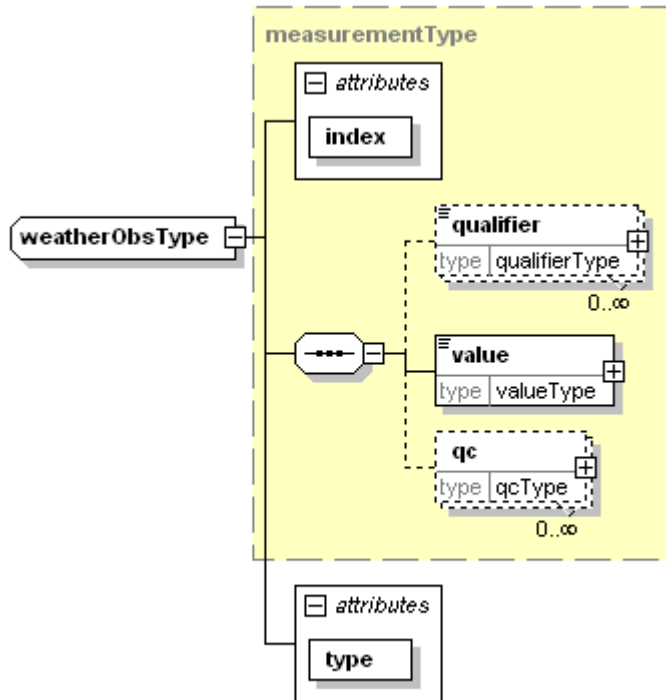 measurementType
attributes
index
weatherObsType
qualifier
type qualifierType
0..∞
value
type valueType
qc
type qcType
0..∞
attributes
type